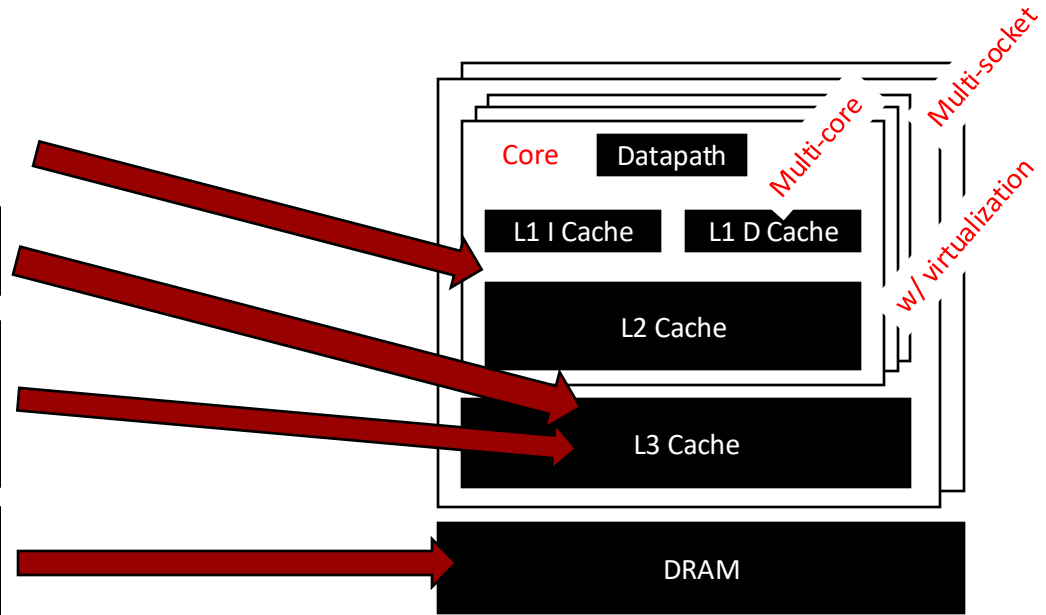 Multi-socket
Multi-core
Core
Datapath
w/ virtualization
L1 I Cache
L1 D Cache
L2 Cache
L3 Cache
DRAM